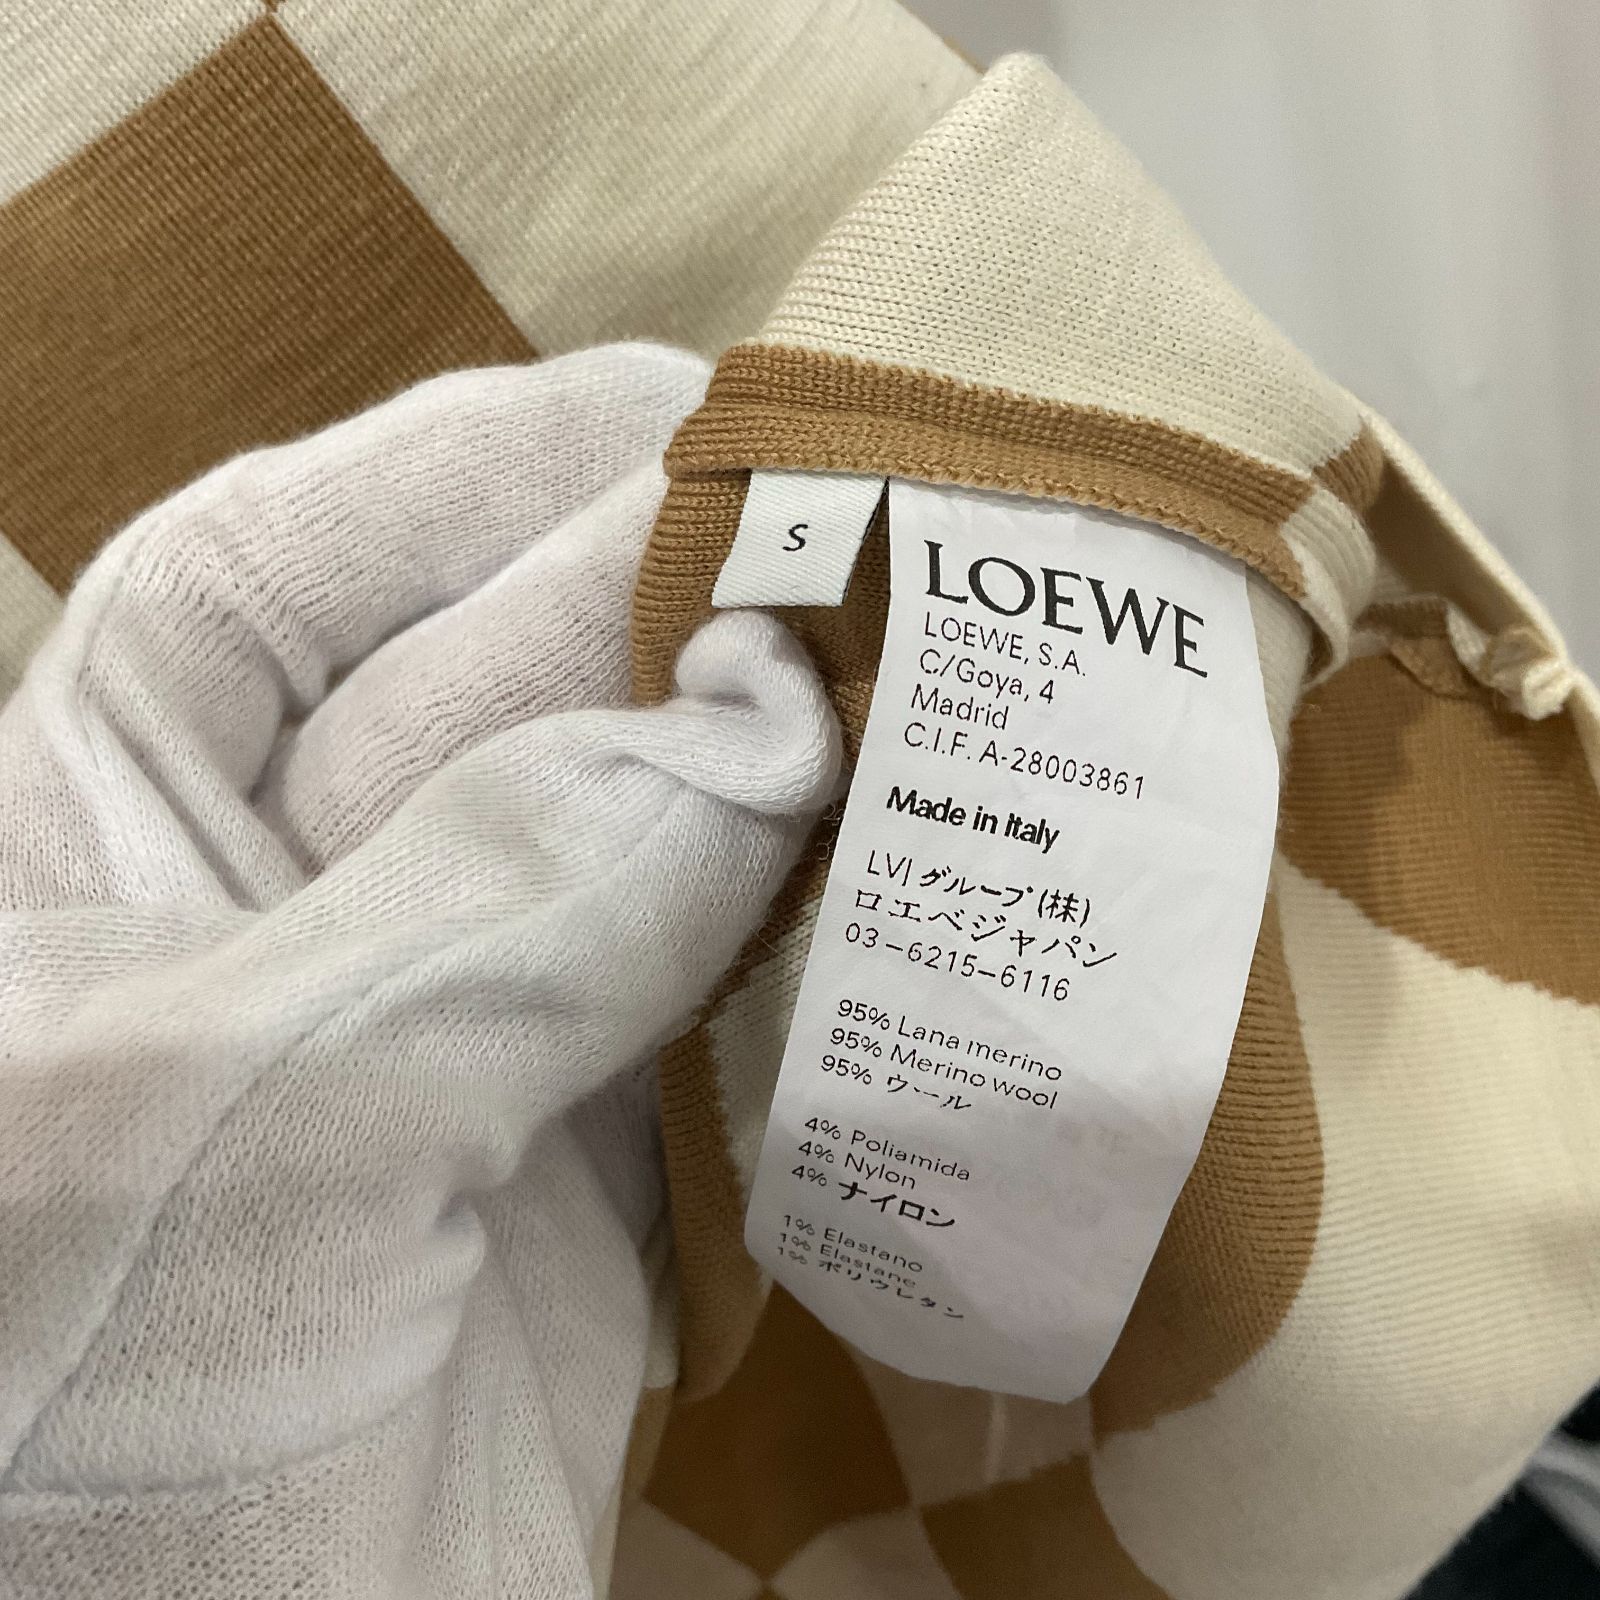 S
LOEWE
LOEWE, S.A.
C/Goya, 4
Madrid
C.I.F. A-28003861
Made in Italy
LVJ グループ(株)
ロエベジャパン
03-6215-6116
95% Lana merino
95% Merino wool
95% ウール
4% Poliamida
4% Nylon
4% ナイロン
1% Elastano
1% Elastane
1% ポリウレタン